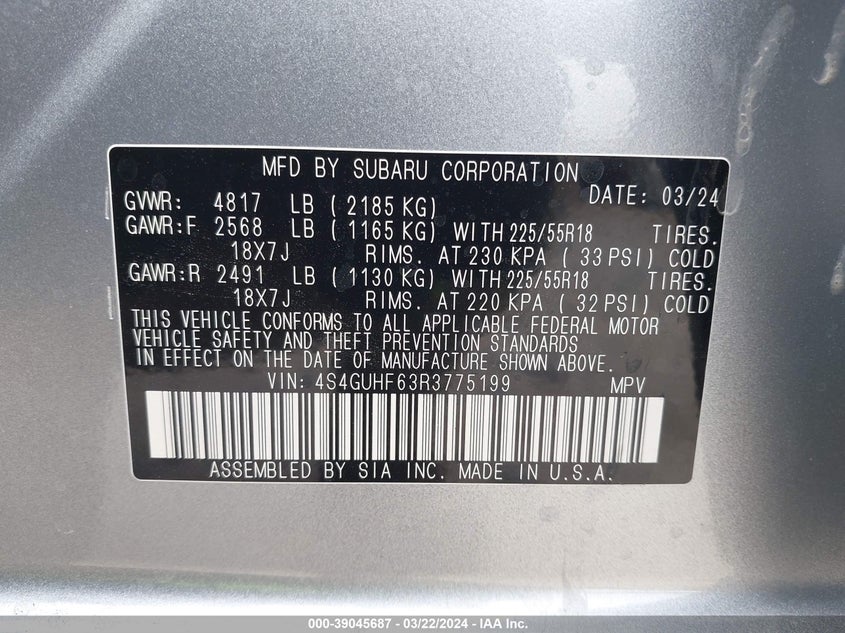 MFD BY SUBARU CORPORATION
DATE: 03/24
GVWR: 4817 LB ( 2185 KG)
GAWR:F 2568 LB ( 1165 KG) WITH 225/55R18 TIRES.
18X7J RIMS. AT 230 KPA ( 33 PSI) COLD
GAWR:R 2491 LB ( 1130 KG) WITH 225/55R18 TIRES.
18X7J RIMS. AT 220 KPA ( 32 PSI) COLD
THIS VEHICLE CONFORMS TO ALL APPLICABLE FEDERAL MOTOR
VEHICLE SAFETY AND THEFT PREVENTION STANDARDS
IN EFFECT ON THE DATE OF MANUFACTURE SHOWN ABOVE.
VIN: 4S4GUHF63R3775199 MPV
ASSEMBLED BY SIA INC. MADE IN U.S.A.
000-39045687 - 03/22/2024 - IAA Inc.